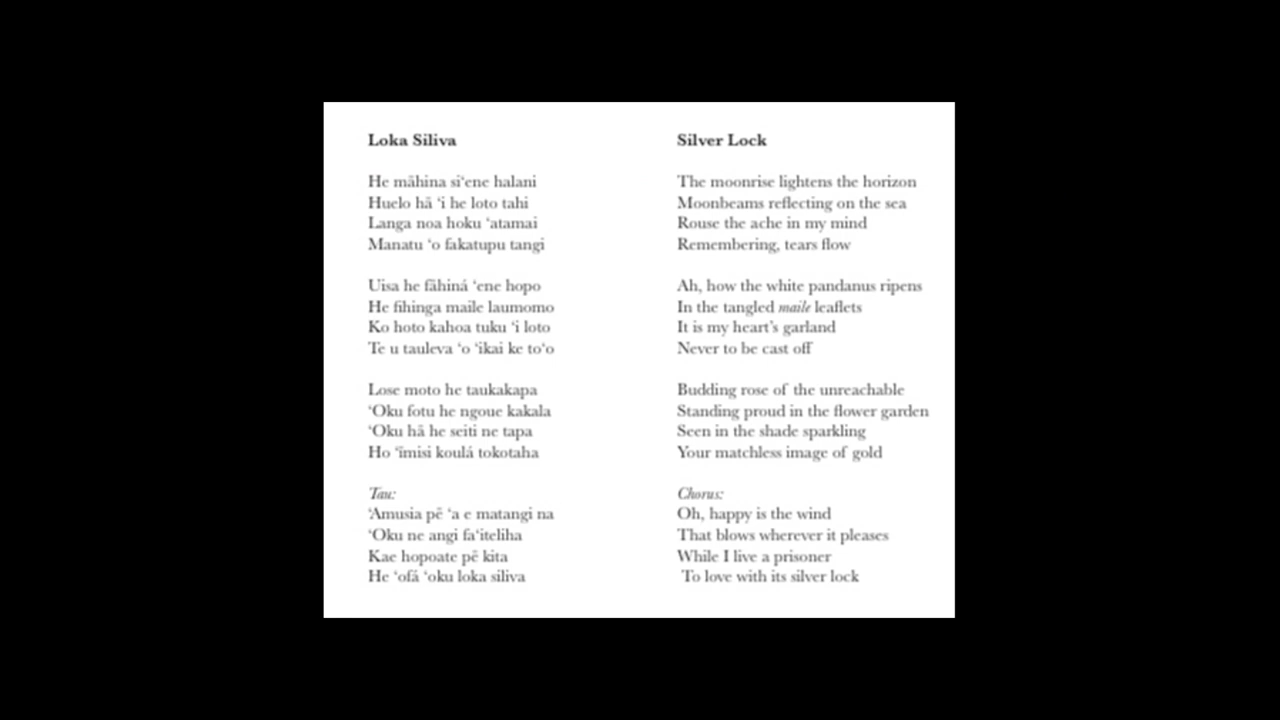 Loka Siliva
He māhina si‘ene halani
Huelo hā ‘i he loto tahi
Langa noa hoku ‘atamai
Manatu ‘o fakatupu tangi
Uisa he fāhiná ‘ene hopo
He fihinga maile laumomo
Ko hoto kahoa tuku ‘i loto
Te u tauleva ‘o ‘ikai ke to‘o
Lose moto he taukakapa
‘Oku fotu he ngoue kakala
‘Oku hā he seiti ne tapa
Ho ‘īmisi koulá tokotaha
Tau:
‘Amusia pē ‘a e matangi na
‘Oku ne angi fa‘iteliha
Kae hopoate pē kita
He ‘ofá ‘oku loka siliva
Silver Lock
The moonrise lightens the horizon
Moonbeams reflecting on the sea
Rouse the ache in my mind
Remembering, tears flow
Ah, how the white pandanus ripens
In the tangled maile leaflets
It is my heart’s garland
Never to be cast off
Budding rose of the unreachable
Standing proud in the flower garden
Seen in the shade sparkling
Your matchless image of gold
Chorus:
Oh, happy is the wind
That blows wherever it pleases
While I live a prisoner
To love with its silver lock